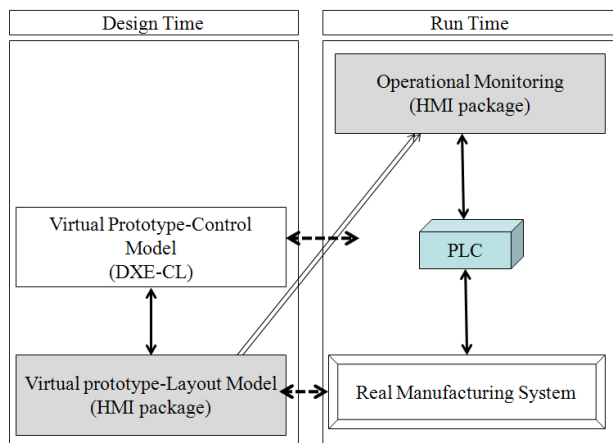 Design Time
Run Time
Operational Monitoring
(HMI package)
Virtual Prototype-Control
Model
(DXE-CL)
PLC
Virtual prototype-Layout Model
(HMI package)
Real Manufacturing System